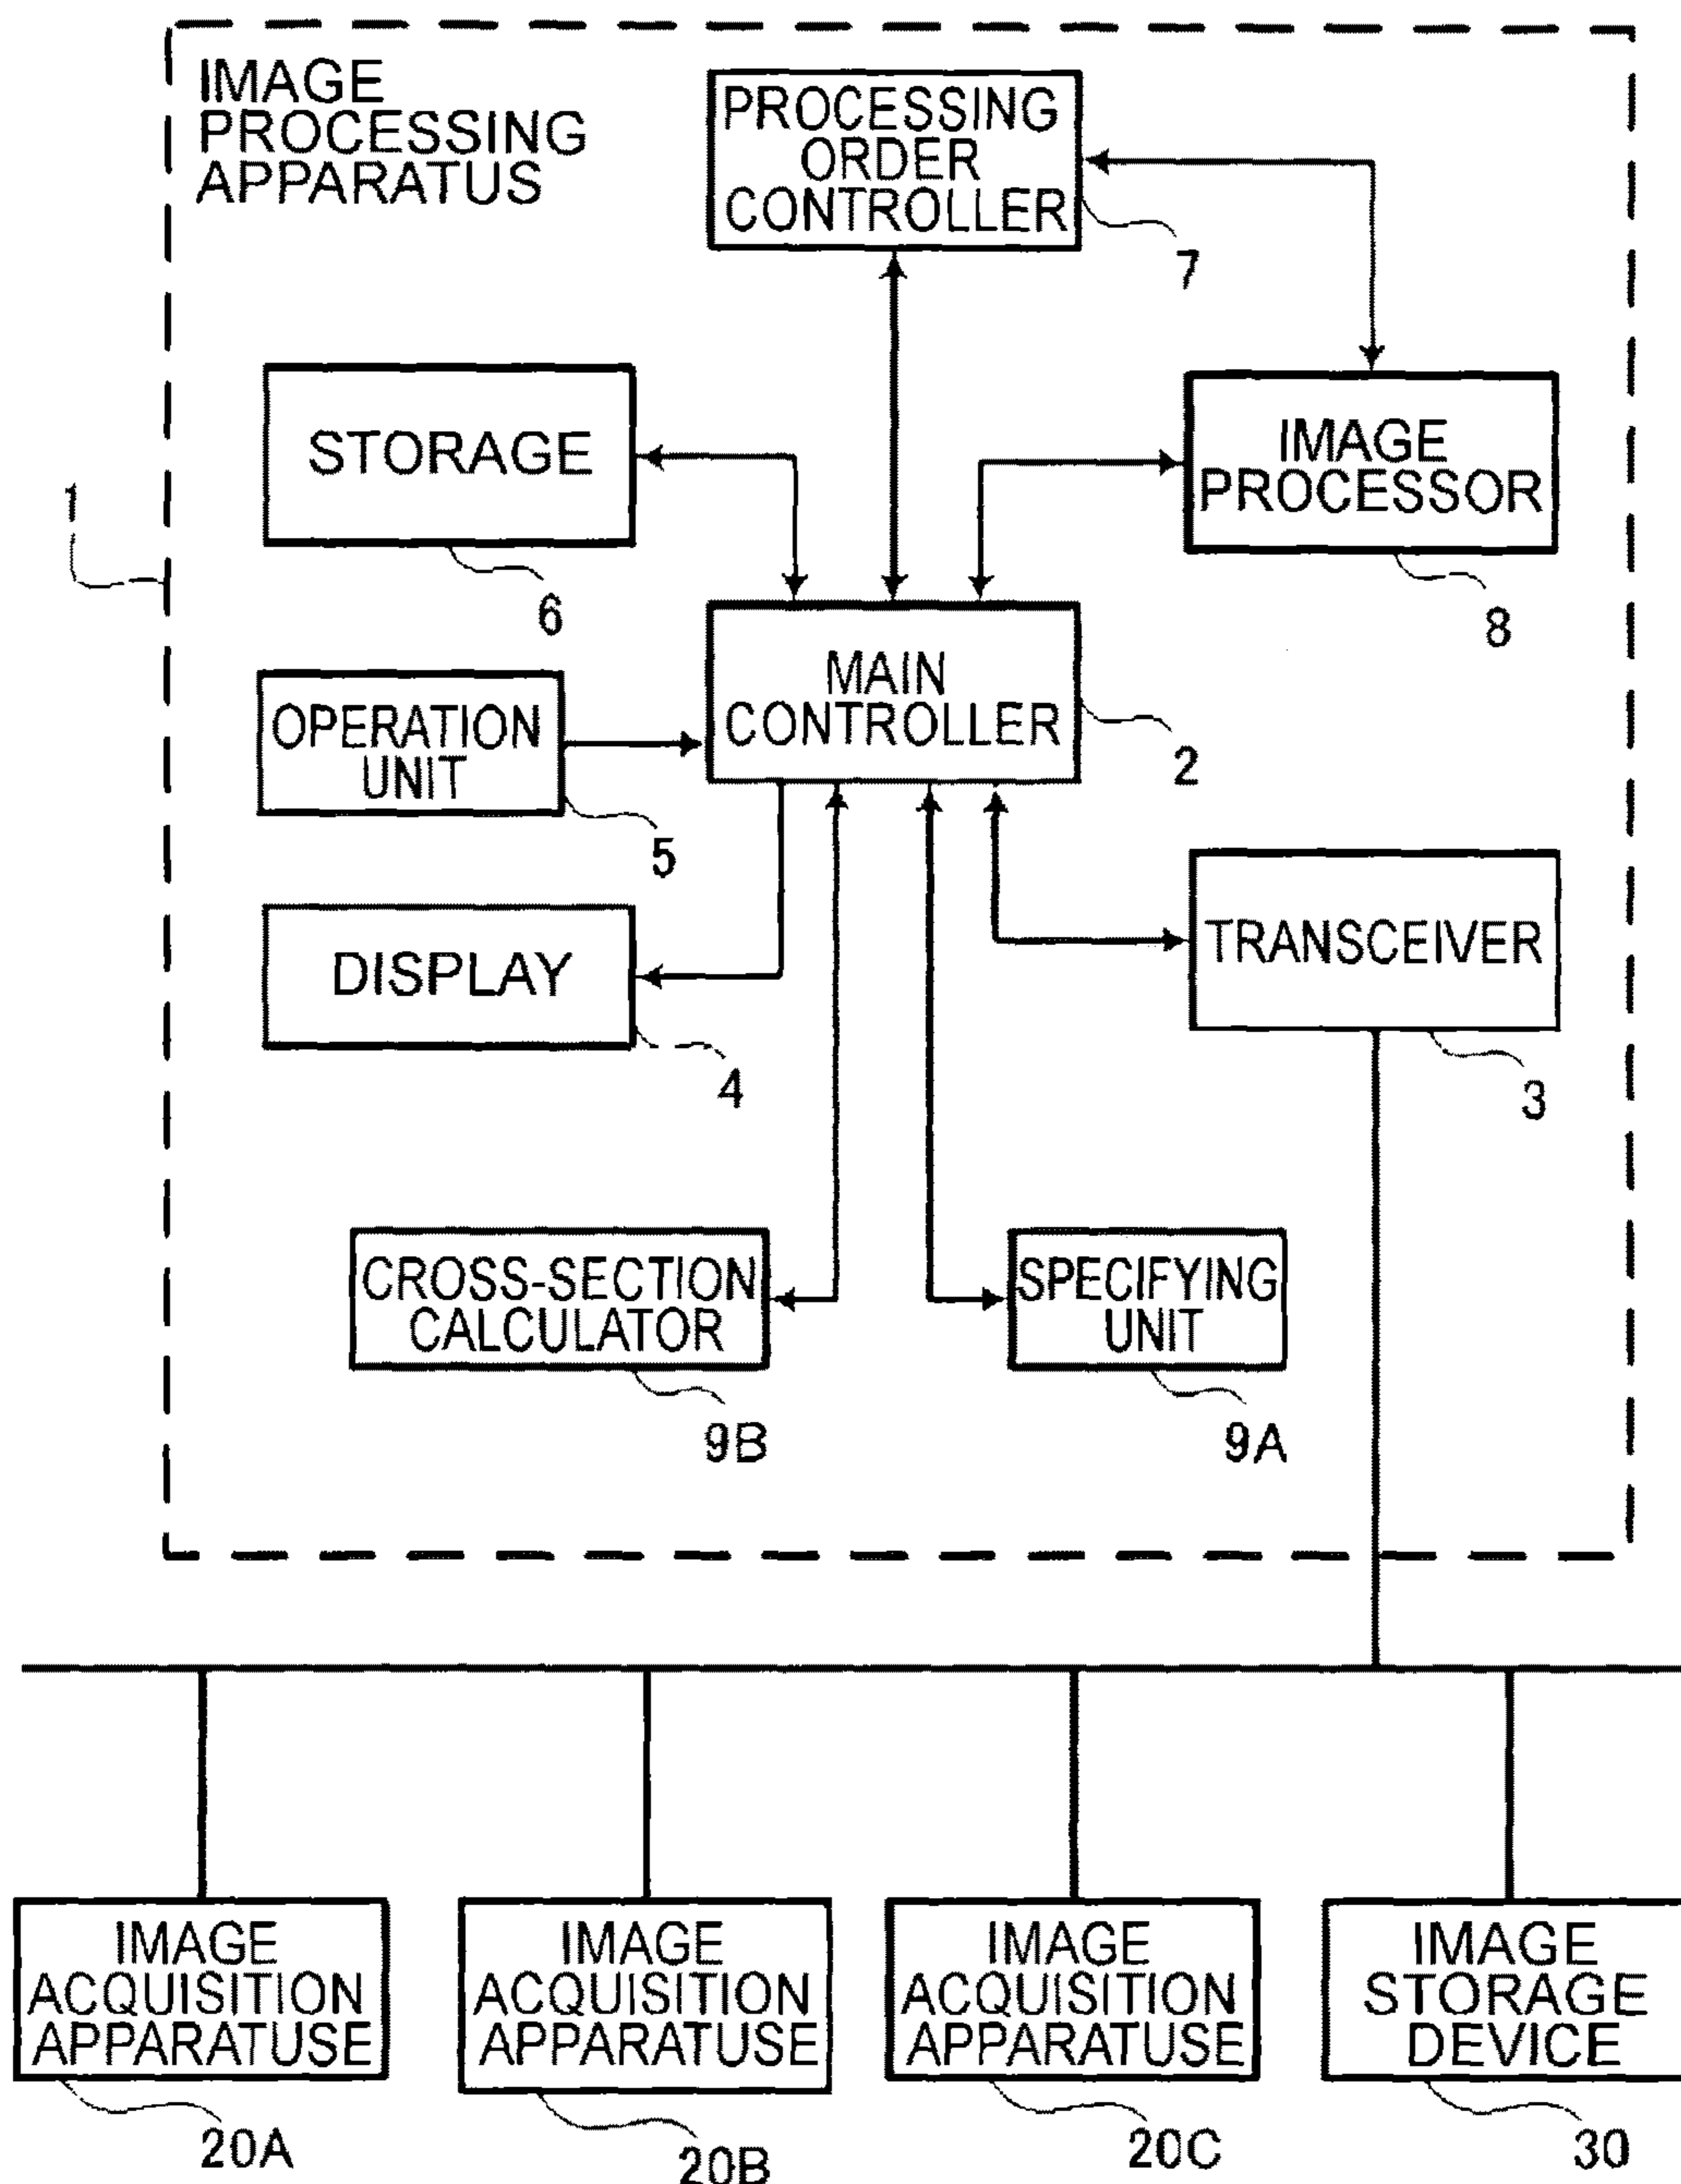 IMAGE
PROCESSING
APPARATUS
PROCESSING
ORDER
CONTROLLER
7
STORAGE
6
IMAGE
PROCESSOR
8
1
MAIN
CONTROLLER
2
OPERATION
UNIT
5
DISPLAY
4
TRANSCEIVER
3
CROSS-SECTION
CALCULATOR
9B
SPECIFYING
UNIT
9A
IMAGE
ACQUISITION
APPARATUSE
20A
IMAGE
ACQUISITION
APPARATUSE
20B
IMAGE
ACQUISITION
APPARATUSE
20C
IMAGE
STORAGE
DEVICE
30